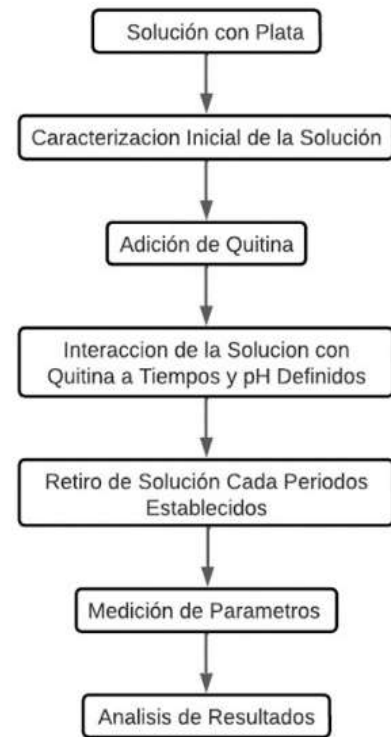 Solución con Plata
Caracterizacion Inicial de la Solución
Adición de Quitina
Interaccion de la Solucion con
Quitina a Tiempos y pH Definidos
Retiro de Solución Cada Periodos
Establecidos
Medición de Parametros
Analisis de Resultados